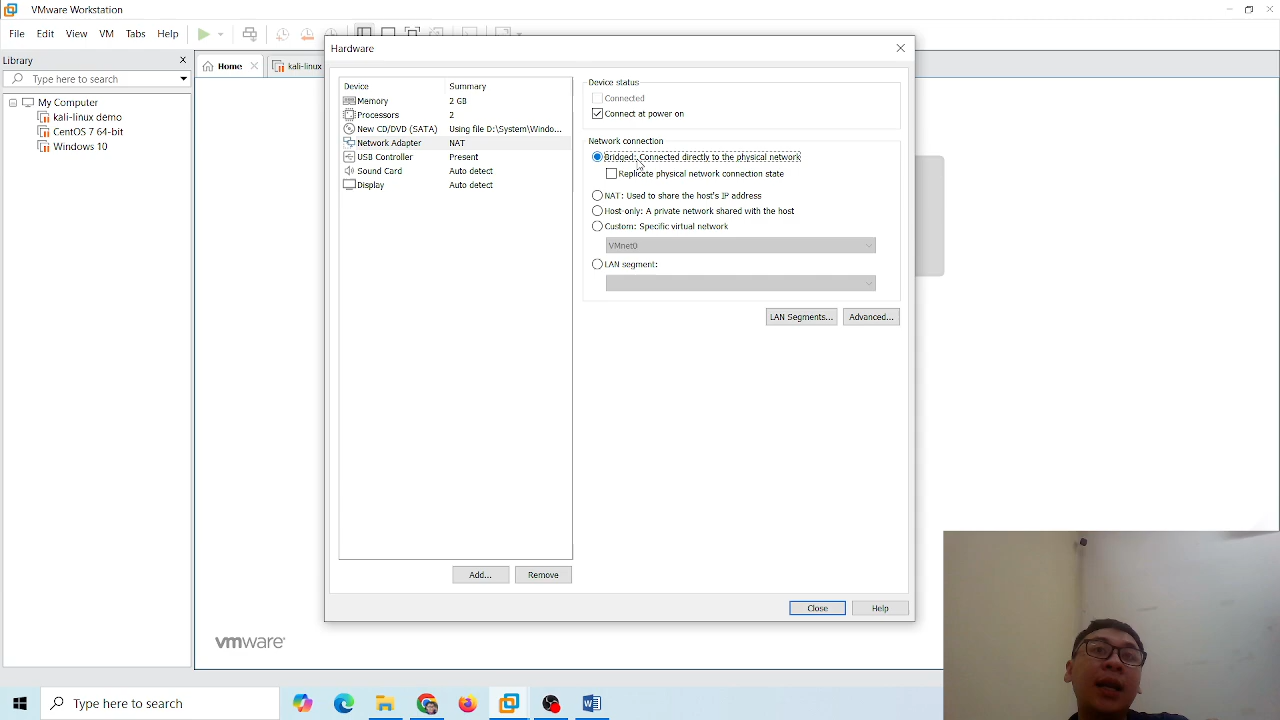 VMware Workstation
File Edit View VM Tabs Help
Library
Type here to search
My Computer
kali-linux demo
CentOS 7 64-bit
Windows 10
Home
kali-linux
Hardware
Device Summary
Memory 2 GB
Processors 2
New CD/DVD (SATA) Using file D:\System\Windo...
Network Adapter NAT
USB Controller Present
Sound Card Auto detect
Display Auto detect
Add... Remove
Device status
Connected
Connect at power on
Network connection
Bridged: Connected directly to the physical network
Replicate physical network connection state
NAT: Used to share the host's IP address
Host-only: A private network shared with the host
Custom: Specific virtual network
VMnet0
LAN segment:
LAN Segments... Advanced...
Close Help
vmware
Type here to search